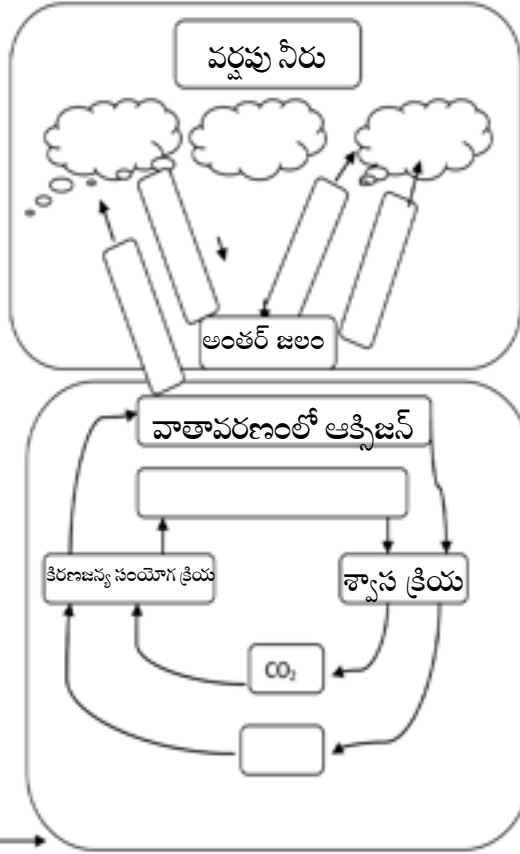 వర్షపు నీరు
అంతర్ జలం
వాతావరణంలో ఆక్సిజన్
కిరణజన్య సంయోగ క్రియ
శ్వాస క్రియ
CO₂